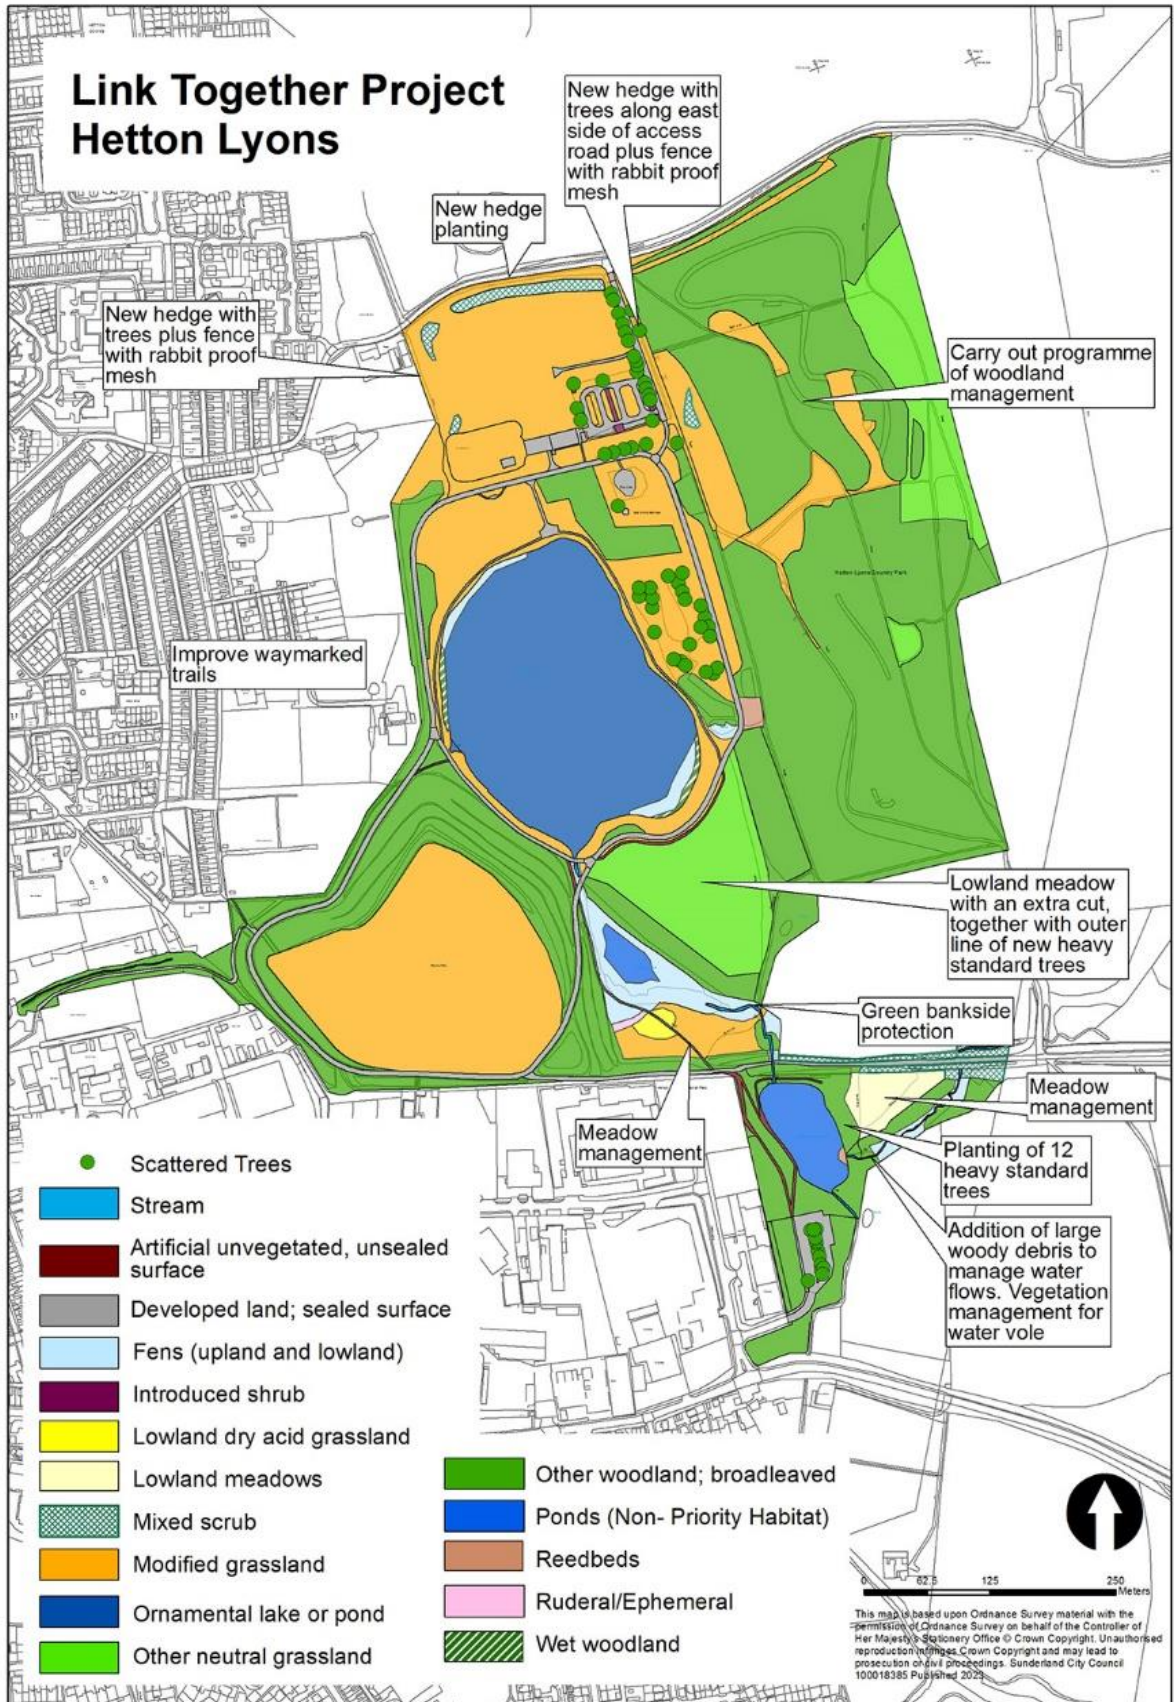 Link Together Project
Hetton Lyons
New hedge with
trees along east
side of access
road plus fence
with rabbit proof
mesh
New hedge
planting
New hedge with
trees plus fence
with rabbit proof
mesh
Carry out programme
of woodland
management
Hetton Lyons Country Park
Improve waymarked
trails
Lowland meadow
with an extra cut,
together with outer
line of new heavy
standard trees
Green bankside
protection
Meadow
management
Meadow
management
Planting of 12
heavy standard
trees
Addition of large
woody debris to
manage water
flows. Vegetation
management for
water vole
Scattered Trees
Stream
Artificial unvegetated, unsealed
surface
Developed land; sealed surface
Fens (upland and lowland)
Introduced shrub
Lowland dry acid grassland
Lowland meadows
Mixed scrub
Modified grassland
Ornamental lake or pond
Other neutral grassland
Other woodland; broadleaved
Ponds (Non- Priority Habitat)
Reedbeds
Ruderal/Ephemeral
Wet woodland
0 62.5 125 250
Meters
This map is based upon Ordnance Survey material with the
permission of Ordnance Survey on behalf of the Controller of
Her Majesty's Stationery Office © Crown Copyright. Unauthorised
reproduction infringes Crown Copyright and may lead to
prosecution or civil proceedings. Sunderland City Council
100018385 Published 2023